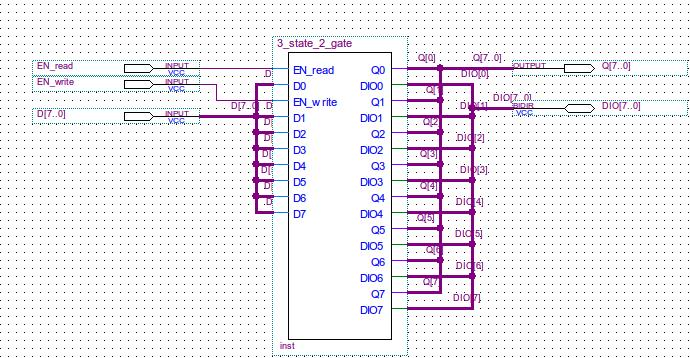 3_state_2_gate
EN_read
INPUT
VCC
EN_write
INPUT
VCC
D[7..0]
INPUT
VCC
D[7..0]
D
D
D[
D[
D[
D[
D[
D
EN_read
D0
EN_write
D1
D2
D3
D4
D5
D6
D7
Q0
DIO0
Q1
DIO1
Q2
DIO2
Q3
DIO3
Q4
DIO4
Q5
DIO5
Q6
DIO6
Q7
DIO7
Q[0]
Q[7..0]
OUTPUT
Q[7..0]
DIO[0]
DIO[7..0]
BIDIR
VCC
DIO[7..0]
Q[2]
DIO[2]
Q[3]
DIO[3]
Q[4]
DIO[4]
Q[5]
DIO[5]
DIO[6]
inst